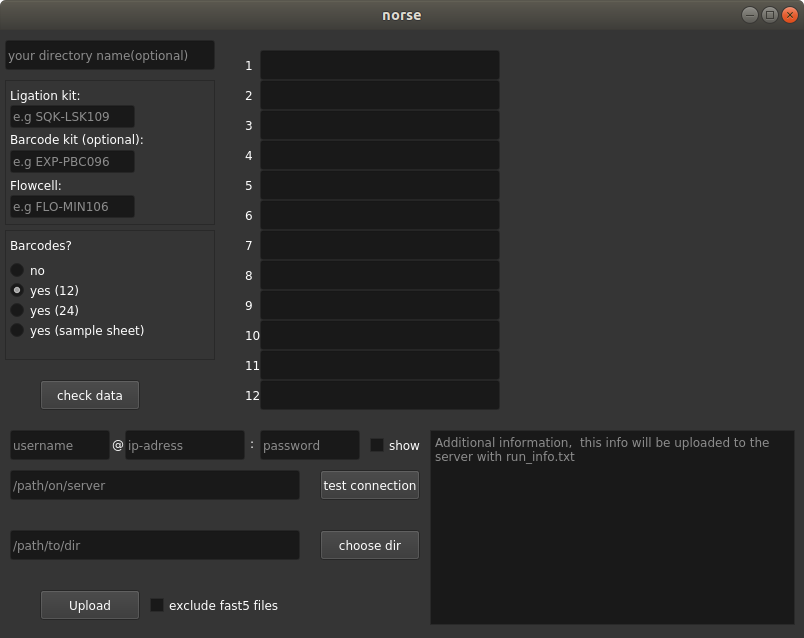 norse
your directory name(optional)
Ligation kit:
e.g SQK-LSK109
Barcode kit (optional):
e.g EXP-PBC096
Flowcell:
e.g FLO-MIN106
Barcodes?
no
yes (12)
yes (24)
yes (sample sheet)
check data
1
2
3
4
5
6
7
8
9
10
11
12
username @ ip-adress : password show
/path/on/server test connection
/path/to/dir choose dir
Upload exclude fast5 files
Additional information,  this info will be uploaded to the
server with run_info.txt